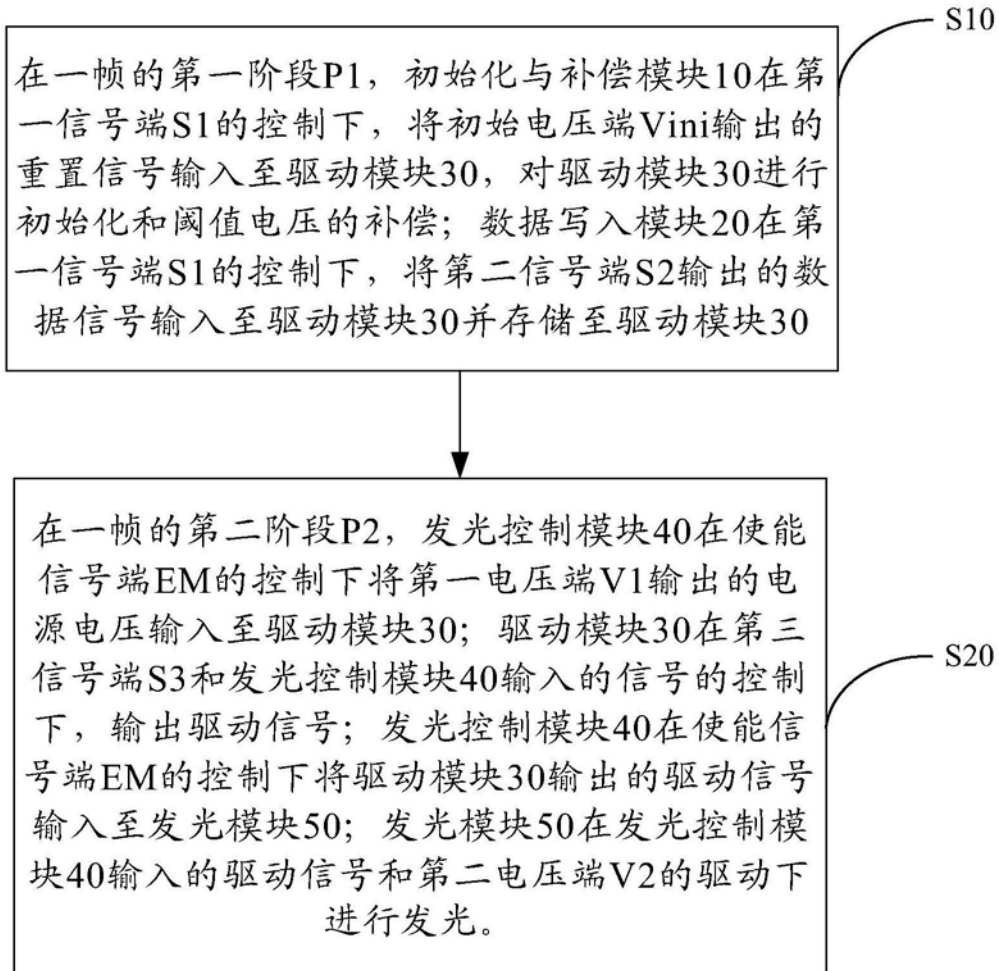 S10
在一帧的第一阶段P1，初始化与补偿模块10在第
一信号端S1的控制下，将初始电压端Vini输出的
重置信号输入至驱动模块30，对驱动模块30进行
初始化和阈值电压的补偿；数据写入模块20在第
一信号端S1的控制下，将第二信号端S2输出的数
据信号输入至驱动模块30并存储至驱动模块30
在一帧的第二阶段P2，发光控制模块40在使能
信号端EM的控制下将第一电压端V1输出的电
源电压输入至驱动模块30；驱动模块30在第三
信号端S3和发光控制模块40输入的信号的控制
下，输出驱动信号；发光控制模块40在使能信
号端EM的控制下将驱动模块30输出的驱动信号
输入至发光模块50；发光模块50在发光控制模
块40输入的驱动信号和第二电压端V2的驱动下
进行发光。
S20